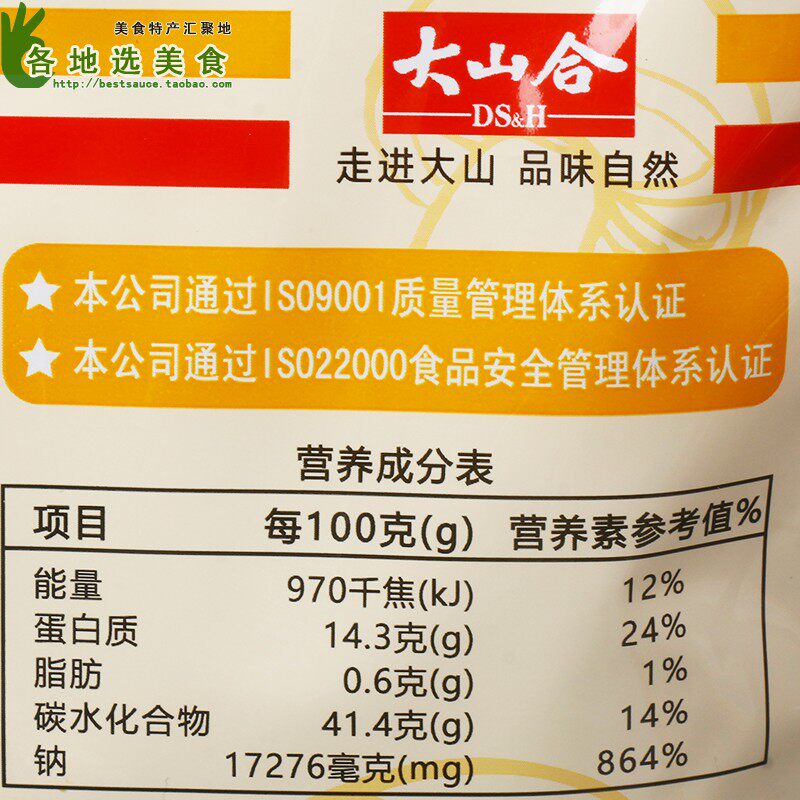 美食特产汇聚地
各地选美食
http://bestsauce.taobao.com/
大山合
DS&H
走进大山 品味自然
★ 本公司通过ISO9001质量管理体系认证
★ 本公司通过ISO22000食品安全管理体系认证
营养成分表
项目 每100克(g) 营养素参考值%
能量 970千焦(kJ) 12%
蛋白质 14.3克(g) 24%
脂肪 0.6克(g) 1%
碳水化合物 41.4克(g) 14%
钠 17276毫克(mg) 864%